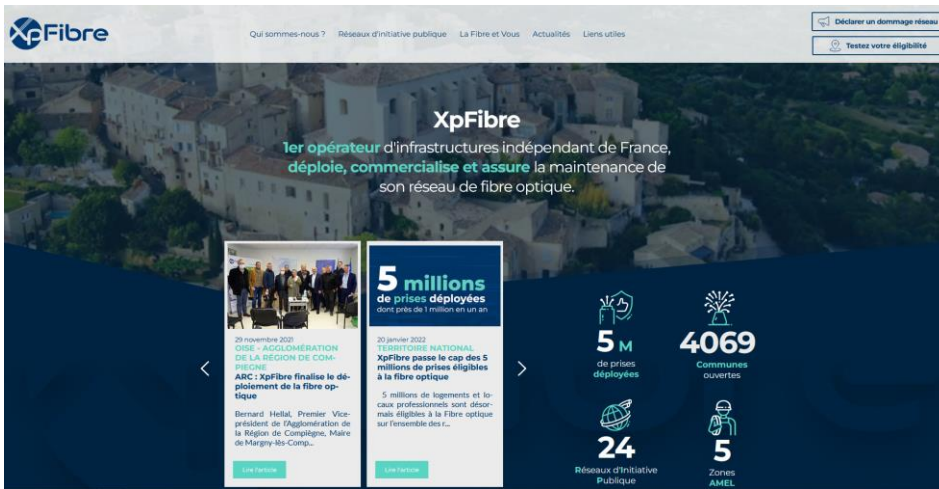 XpFibre
Qui sommes-nous ?
Réseaux d'initiative publique
La Fibre et Vous
Actualités
Liens utiles
Déclarer un dommage réseau
Testez votre éligibilité
XpFibre
1er opérateur d'infrastructures indépendant de France,
déploie, commercialise et assure la maintenance de
son réseau de fibre optique.
29 novembre 2021
OISE - AGGLOMÉRATION
DE LA RÉGION DE COM-
PIEGNE
ARC : XpFibre finalise le dé-
ploiement de la fibre op-
tique
Bernard Hellal, Premier Vice-
président de l'Agglomération de
la Région de Compiègne, Maire
de Margny-lès-Comp...
Lire l'article
5 millions
de prises déployées
dont près de 1 million en un an
20 janvier 2022
TERRITOIRE NATIONAL
XpFibre passe le cap des 5
millions de prises éligibles
à la fibre optique
5 millions de logements et lo-
caux professionnels sont désor-
mais éligibles à la Fibre optique
sur l'ensemble des r...
Lire l'article
5 M
de prises
déployées
4069
Communes
ouvertes
24
Réseaux d'Initiative
Publique
5
Zones
AMEL